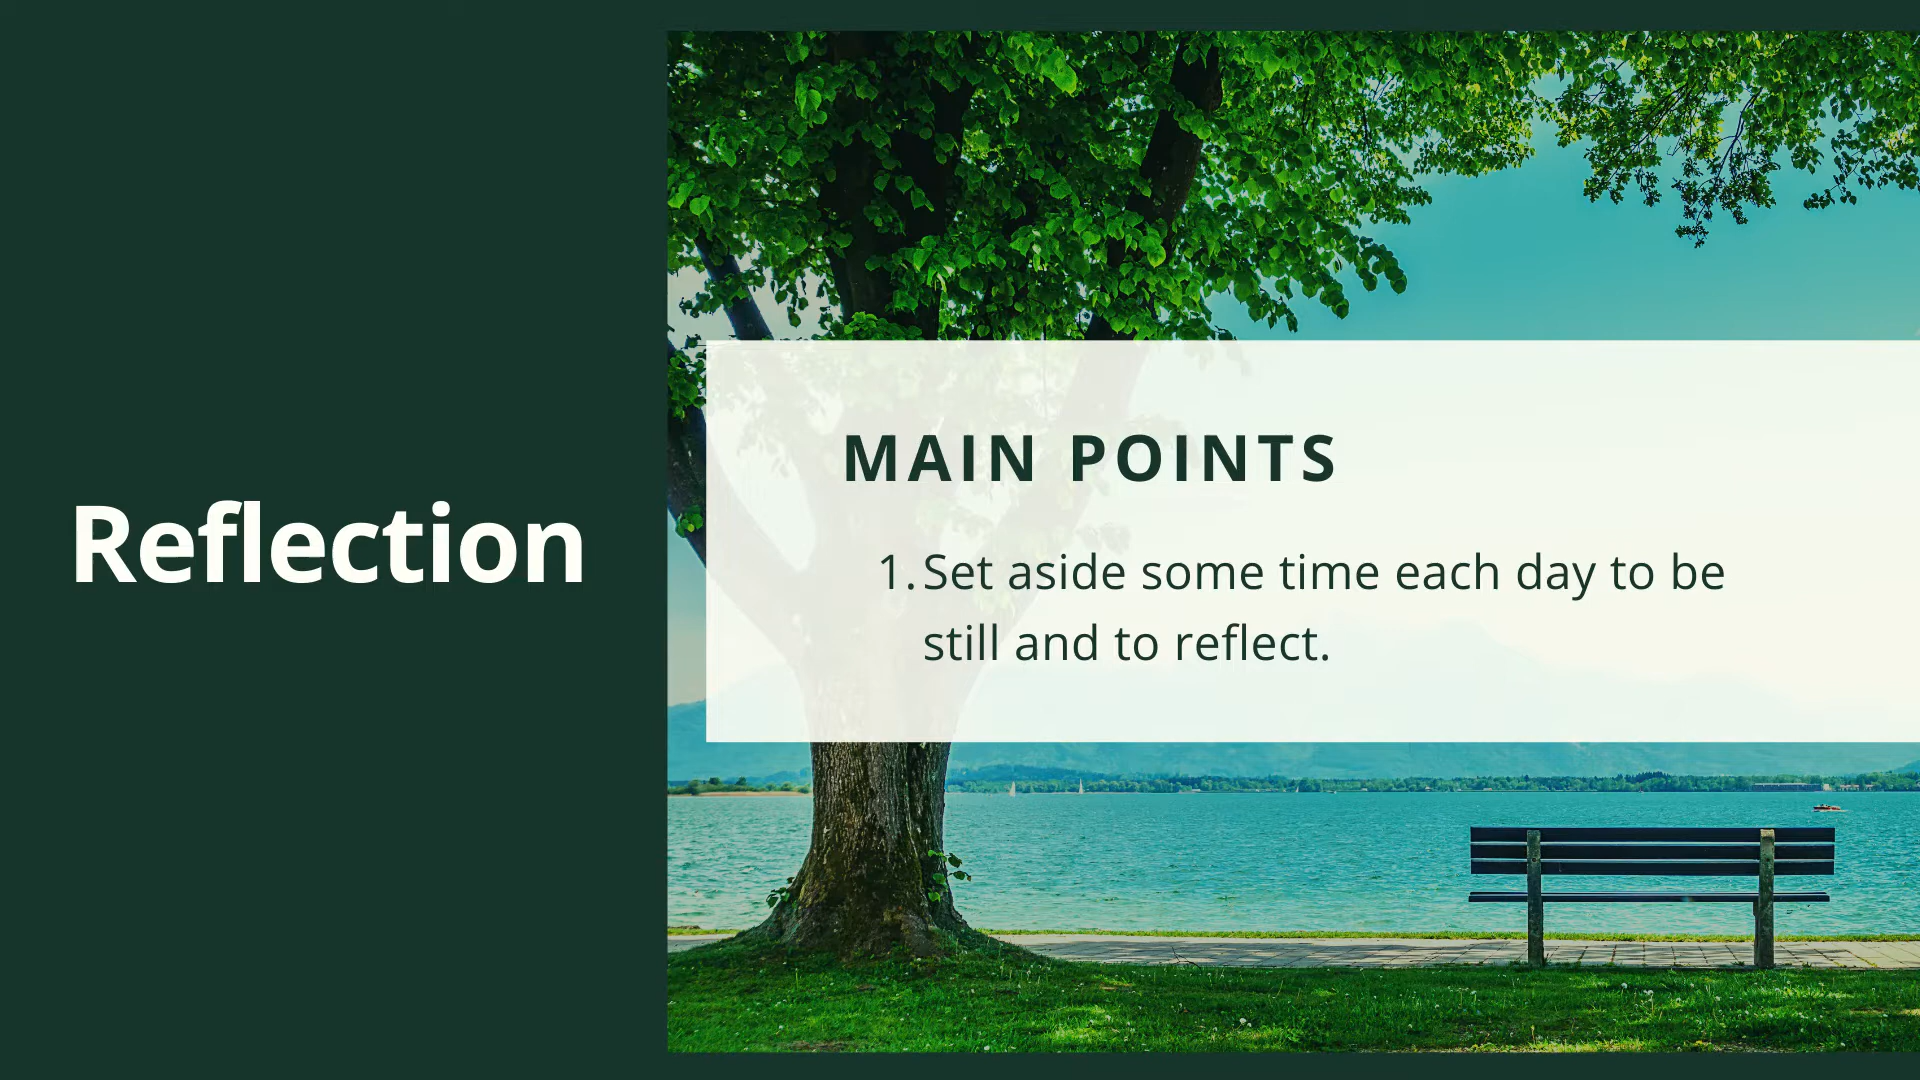 Reflection
MAIN POINTS
1. Set aside some time each day to be
still and to reflect.